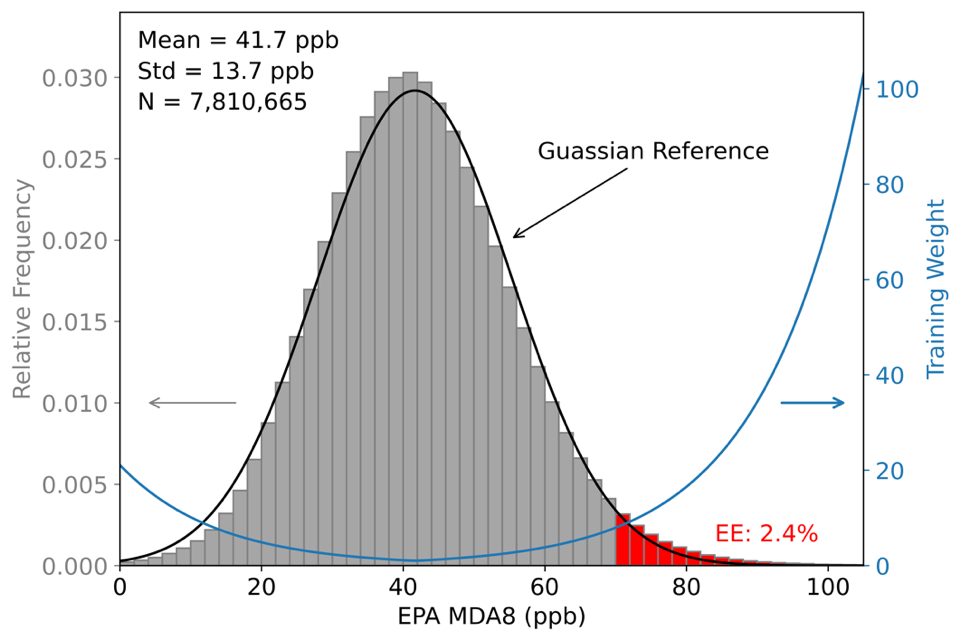 Mean = 41.7 ppb
Std = 13.7 ppb
N = 7,810,665
Guassian Reference
EE: 2.4%
Relative Frequency
0.030
0.025
0.020
0.015
0.010
0.005
0.000
Training Weight
100
80
60
40
20
0
0 20 40 60 80 100
EPA MDA8 (ppb)